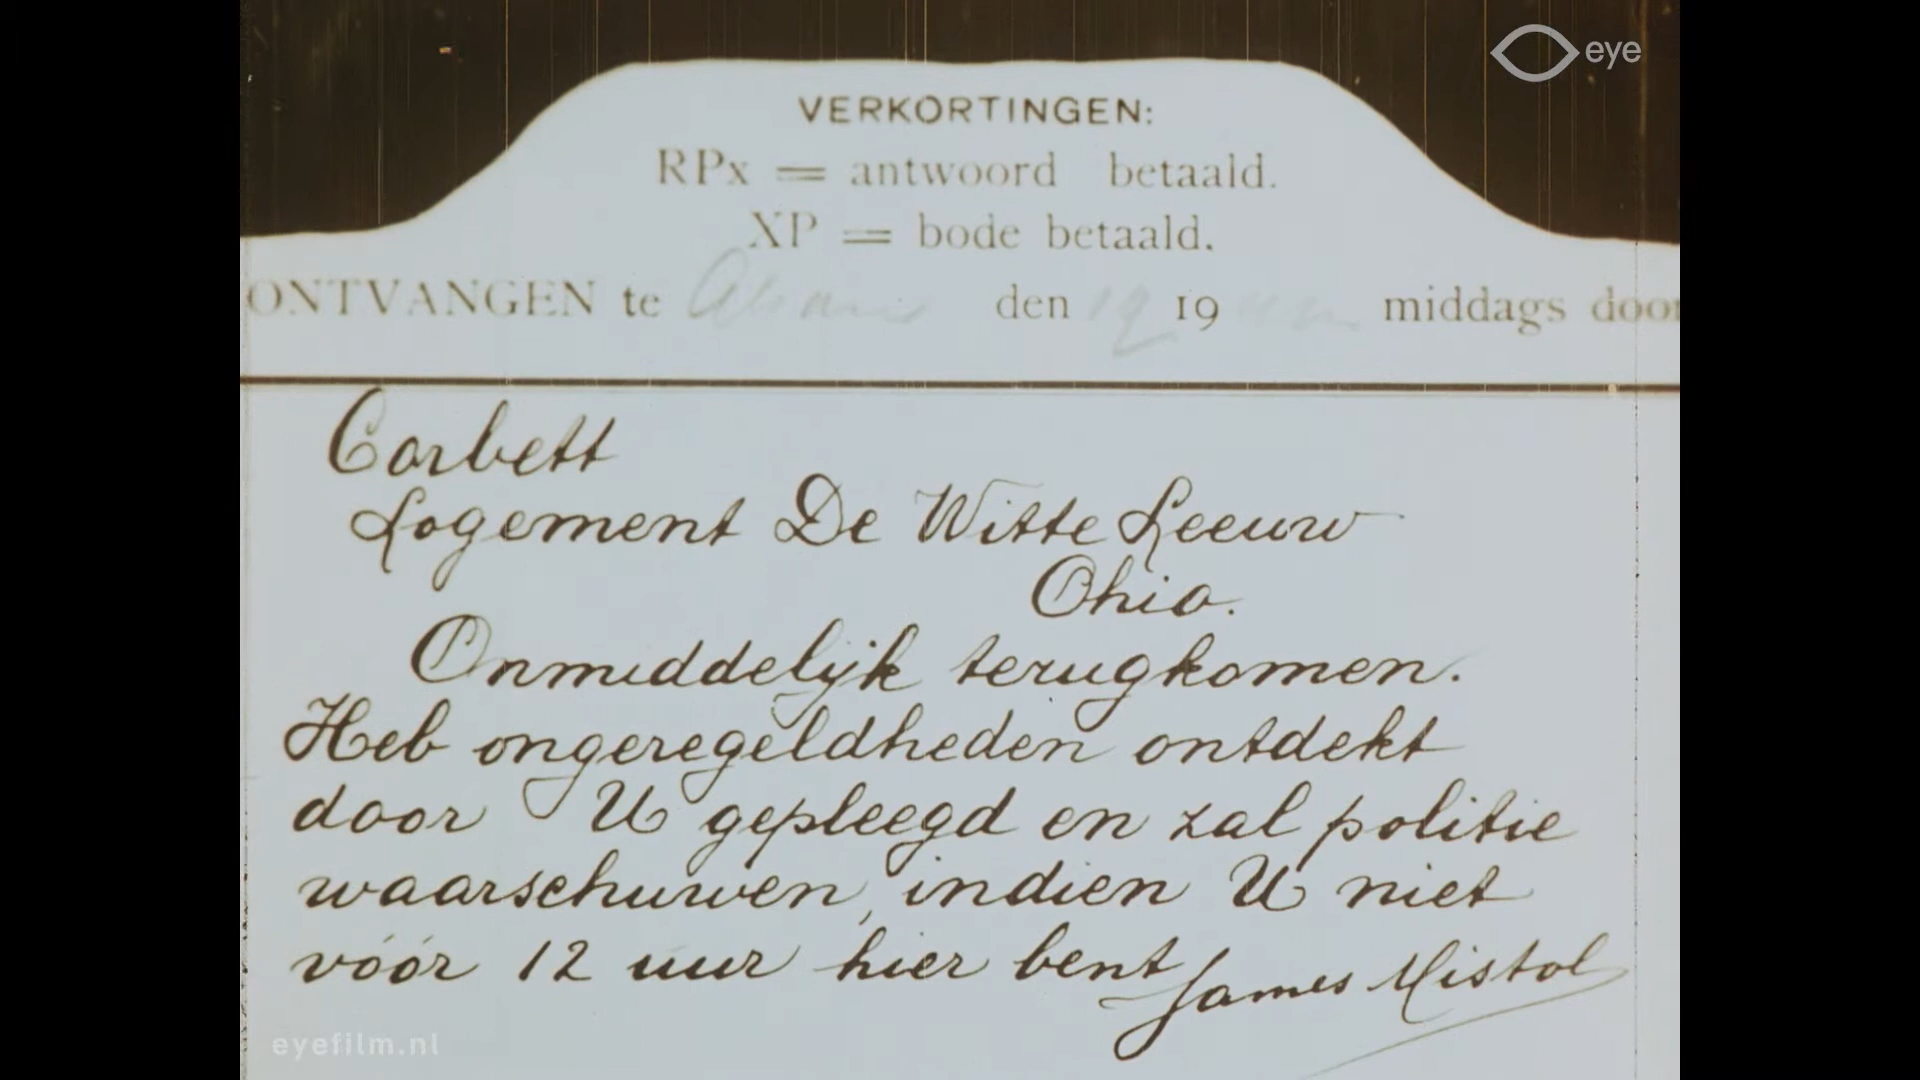 eye
VERKORTINGEN:
RPx = antwoord betaald.
XP = bode betaald.
ONTVANGEN te den 19 19 middags door
Corbett
Logement De Witte Leeuw
Ohio.
Onmiddelijk terugkomen.
Heb ongeregeldheden ontdekt
door U gepleegd en zal politie
waarschuwen, indien U niet
vóór 12 uur hier bent
James Mistol
eyefilm.nl